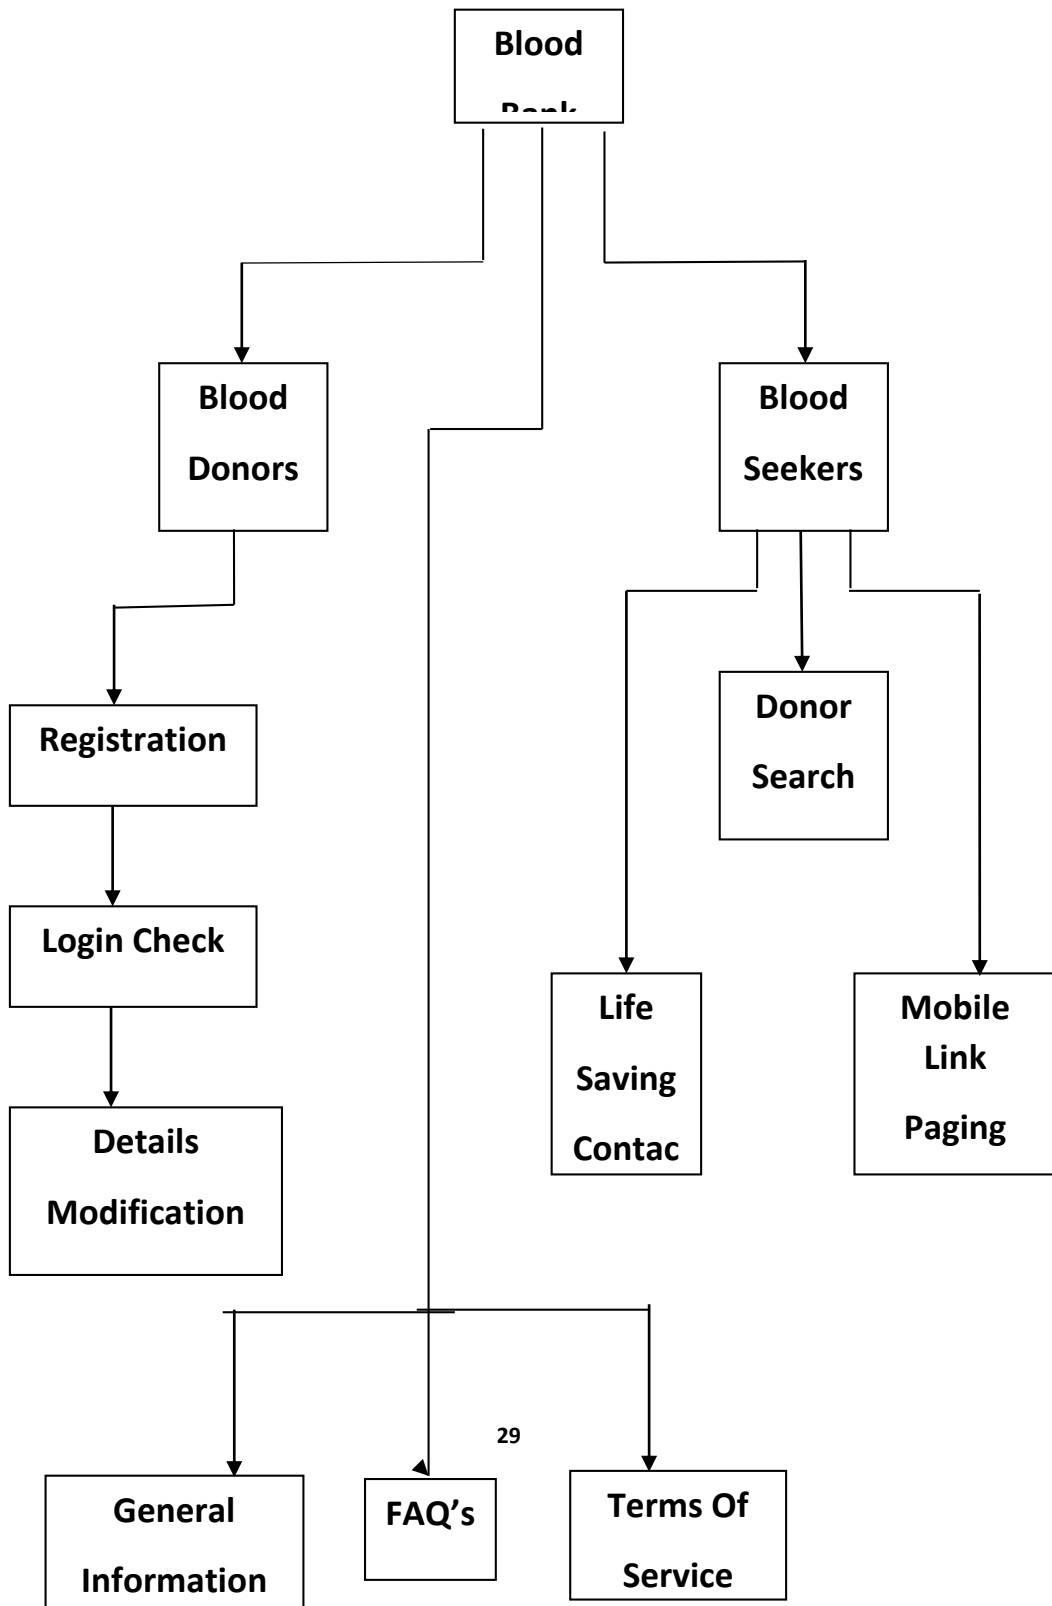 Blood
Bank
Blood
Donors
Blood
Seekers
Registration
Donor
Search
Login Check
Life
Saving
Contac
Mobile
Link
Paging
Details
Modification
29
General
Information
FAQ’s
Terms Of
Service